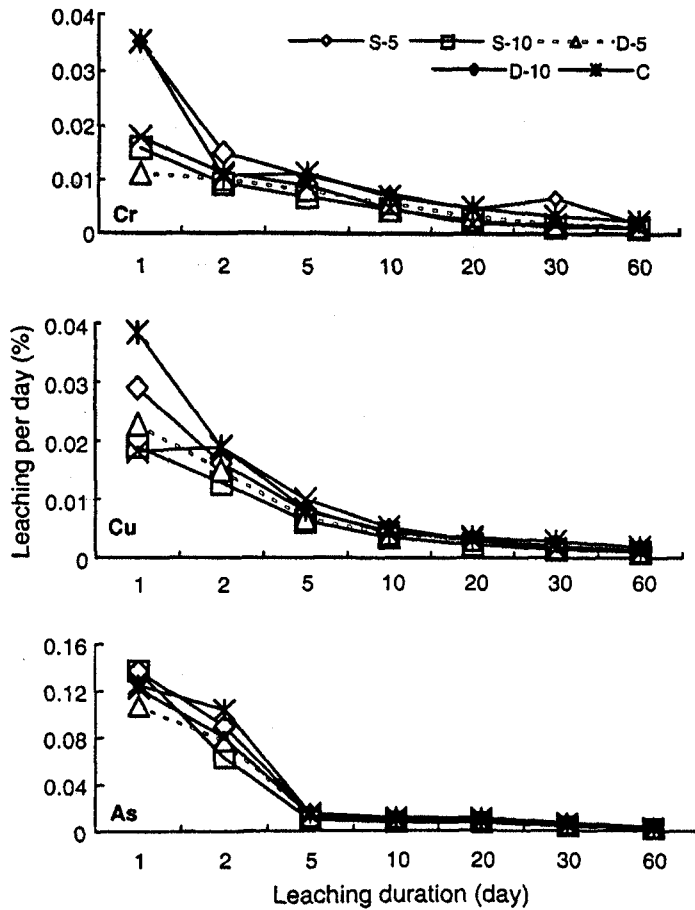 0.04
0.03
0.02
0.01
0
S-5 S-10 D-5
D-10 C
Cr
1 2 5 10 20 30 60
Leaching per day (%)
0.04
0.03
0.02
0.01
0
Cu
1 2 5 10 20 30 60
0.16
0.12
0.08
0.04
0
As
1 2 5 10 20 30 60
Leaching duration (day)